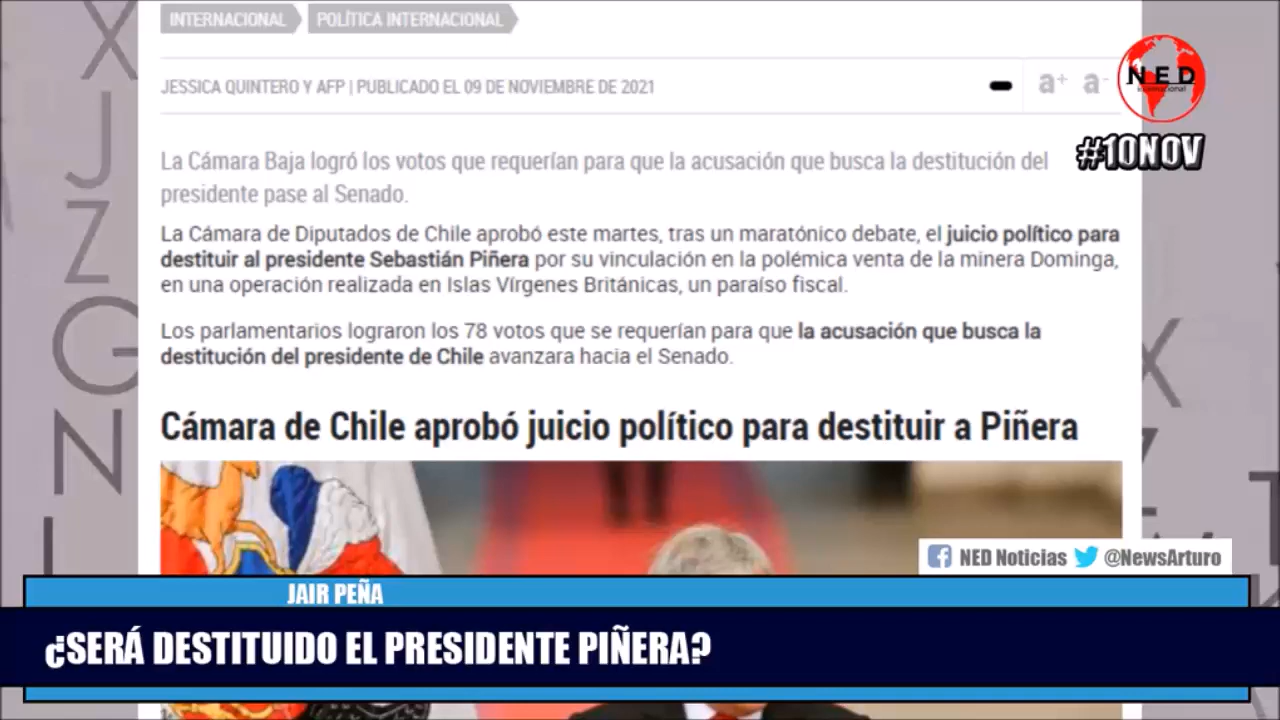 INTERNACIONAL POLÍTICA INTERNACIONAL
JESSICA QUINTERO Y AFP | PUBLICADO EL 09 DE NOVIEMBRE DE 2021
a+ a-
NED
internacional
#10NOV
La Cámara Baja logró los votos que requerían para que la acusación que busca la destitución del
presidente pase al Senado.
La Cámara de Diputados de Chile aprobó este martes, tras un maratónico debate, el juicio político para
destituir al presidente Sebastián Piñera por su vinculación en la polémica venta de la minera Dominga,
en una operación realizada en Islas Vírgenes Británicas, un paraíso fiscal.
Los parlamentarios lograron los 78 votos que se requerían para que la acusación que busca la
destitución del presidente de Chile avanzara hacia el Senado.
Cámara de Chile aprobó juicio político para destituir a Piñera
NED Noticias @NewsArturo
JAIR PEÑA
¿SERÁ DESTITUIDO EL PRESIDENTE PIÑERA?